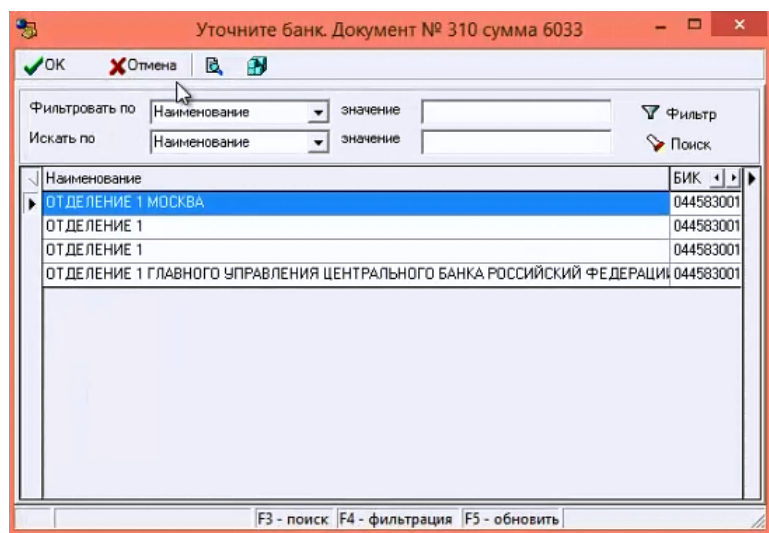 Уточните банк. Документ № 310 сумма 6033
ОК Отмена
Фильтровать по Наименование значение Фильтр
Искать по Наименование значение Поиск
Наименование БИК
ОТДЕЛЕНИЕ 1 МОСКВА 044583001
ОТДЕЛЕНИЕ 1 044583001
ОТДЕЛЕНИЕ 1 044583001
ОТДЕЛЕНИЕ 1 ГЛАВНОГО УПРАВЛЕНИЯ ЦЕНТРАЛЬНОГО БАНКА РОССИЙСКИЙ ФЕДЕРАЦИИ 044583001
F3 - поиск F4 - фильтрация F5 - обновить